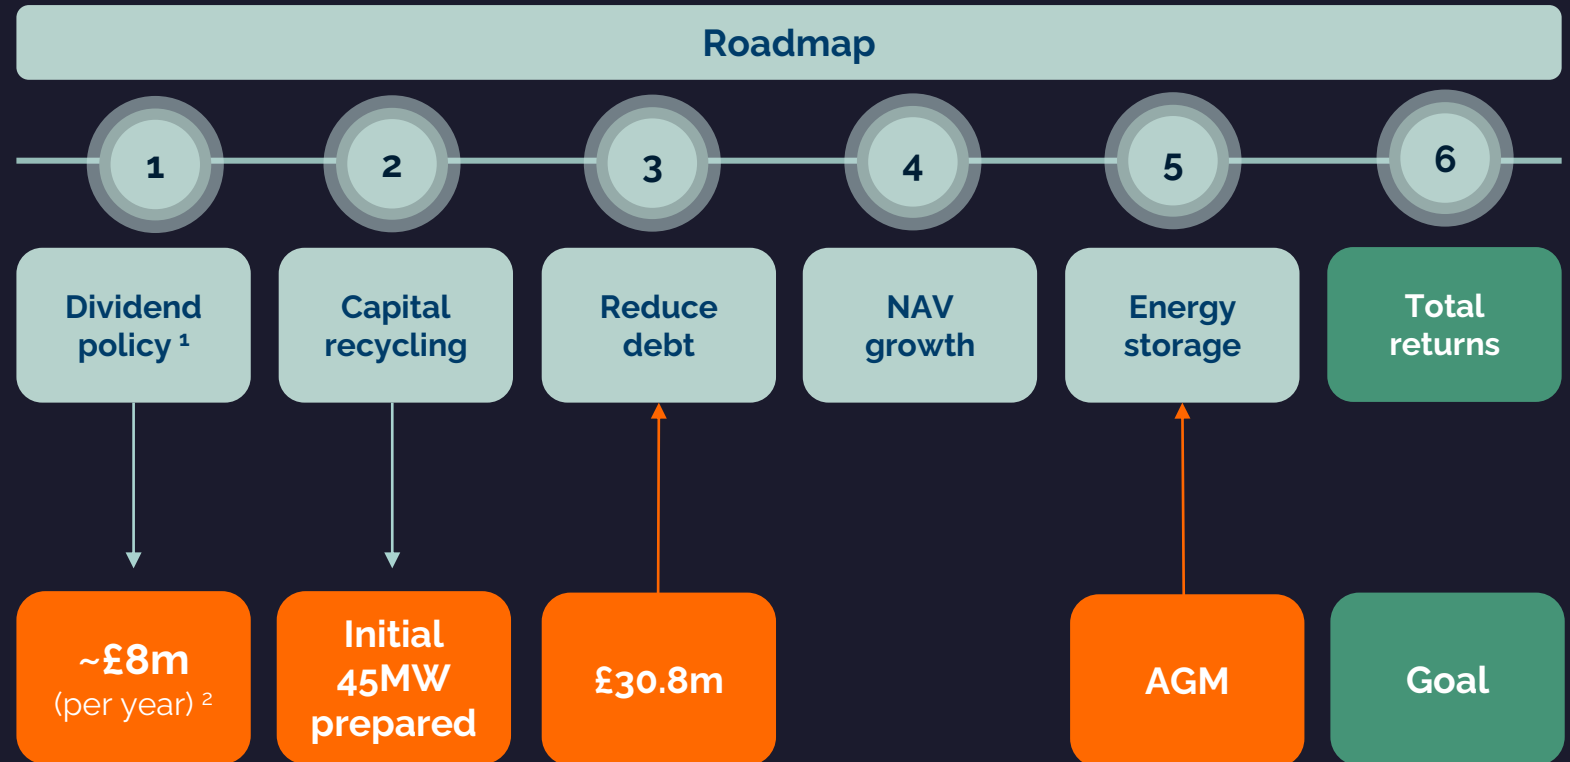 Roadmap
1
2
3
4
5
6
Dividend
policy ¹
Capital
recycling
Reduce
debt
NAV
growth
Energy
storage
Total
returns
~£8m
(per year) ²
Initial
45MW
prepared
£30.8m
AGM
Goal